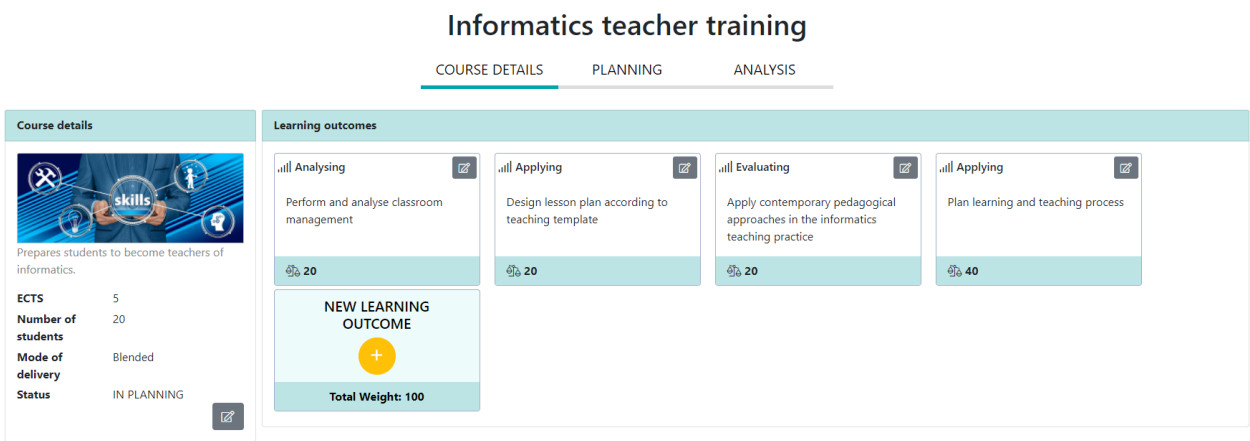 Informatics teacher training
COURSE DETAILS PLANNING ANALYSIS
Course details
skills
Prepares students to become teachers of
informatics.
ECTS 5
Number of 20
students
Mode of Blended
delivery
Status IN PLANNING
Learning outcomes
Analysing
Perform and analyse classroom
management
20
Applying
Design lesson plan according to
teaching template
20
Evaluating
Apply contemporary pedagogical
approaches in the informatics
teaching practice
20
Applying
Plan learning and teaching process
40
NEW LEARNING
OUTCOME
+
Total Weight: 100